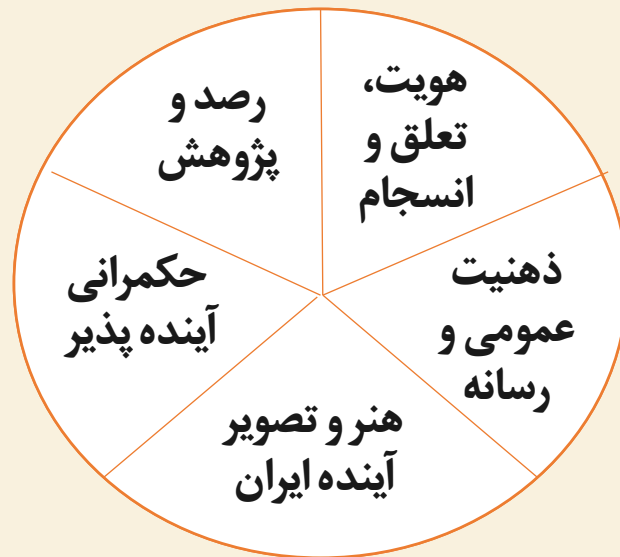 هویت،
تعلق و
انسجام
ذهنیت
عمومی و
رسانه
هنر و تصویر
آینده ایران
حکمرانی
آینده پذیر
رصد و
پژوهش